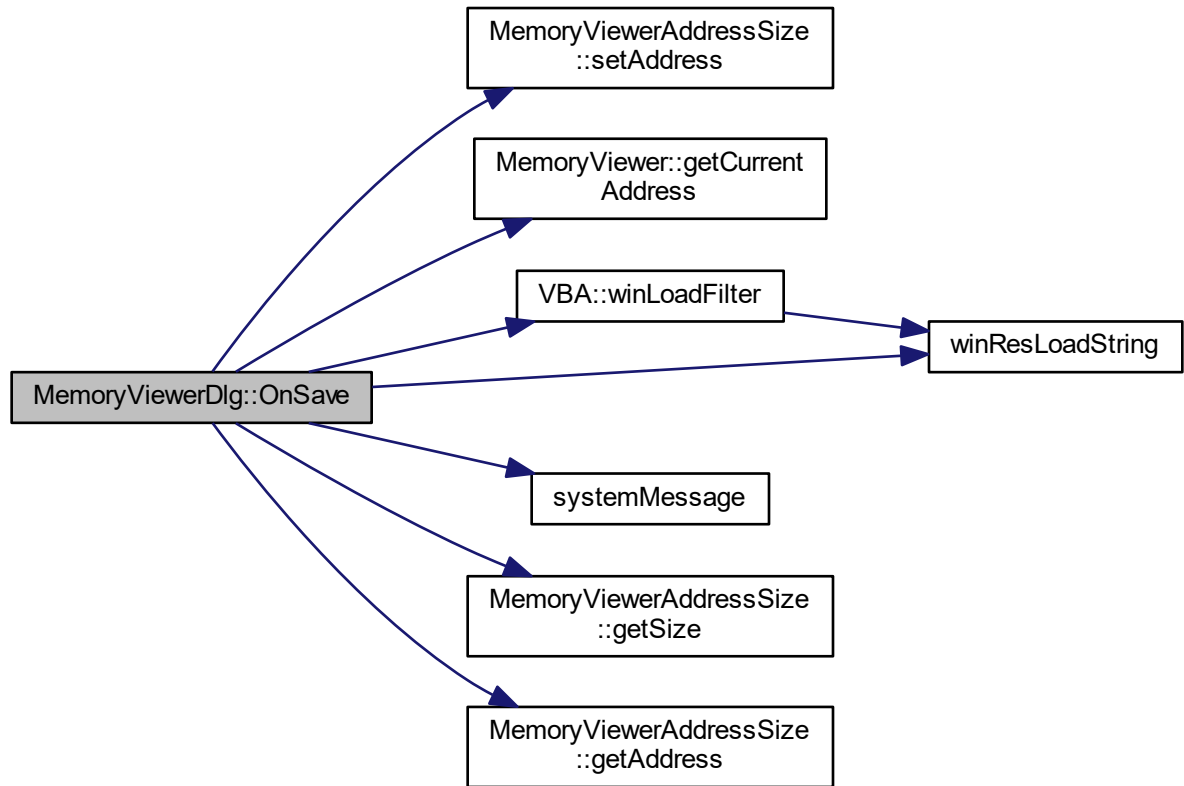 MemoryViewerAddressSize
::setAddress
MemoryViewer::getCurrent
Address
VBA::winLoadFilter
winResLoadString
MemoryViewerDlg::OnSave
systemMessage
MemoryViewerAddressSize
::getSize
MemoryViewerAddressSize
::getAddress